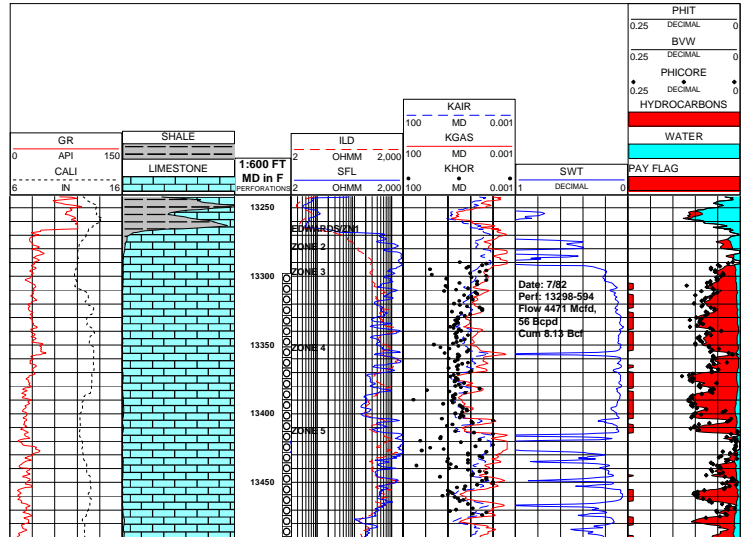 PHIT
0.25 DECIMAL 0
BVW
0.25 DECIMAL 0
PHICORE
0.25 DECIMAL 0
HYDROCARBONS
WATER
PAY FLAG
KAIR
100 MD 0.001
KGAS
100 MD 0.001
KHOR
100 MD 0.001
GR
0 API 150
CALI
6 IN 16
SHALE
LIMESTONE
1:600 FT
MD in F
PERFORATIONS
ILD
2 OHMM 2,000
SFL
2 OHMM 2,000
SWT
1 DECIMAL 0
13250
EDWARDS/ZN1
ZONE 2
ZONE 3
13300
Date: 7/82
Perf: 13298-594
Flow 4471 Mcfd,
56 Bcpd
Cum 8.13 Bcf
13350
ZONE 4
13400
ZONE 5
13450